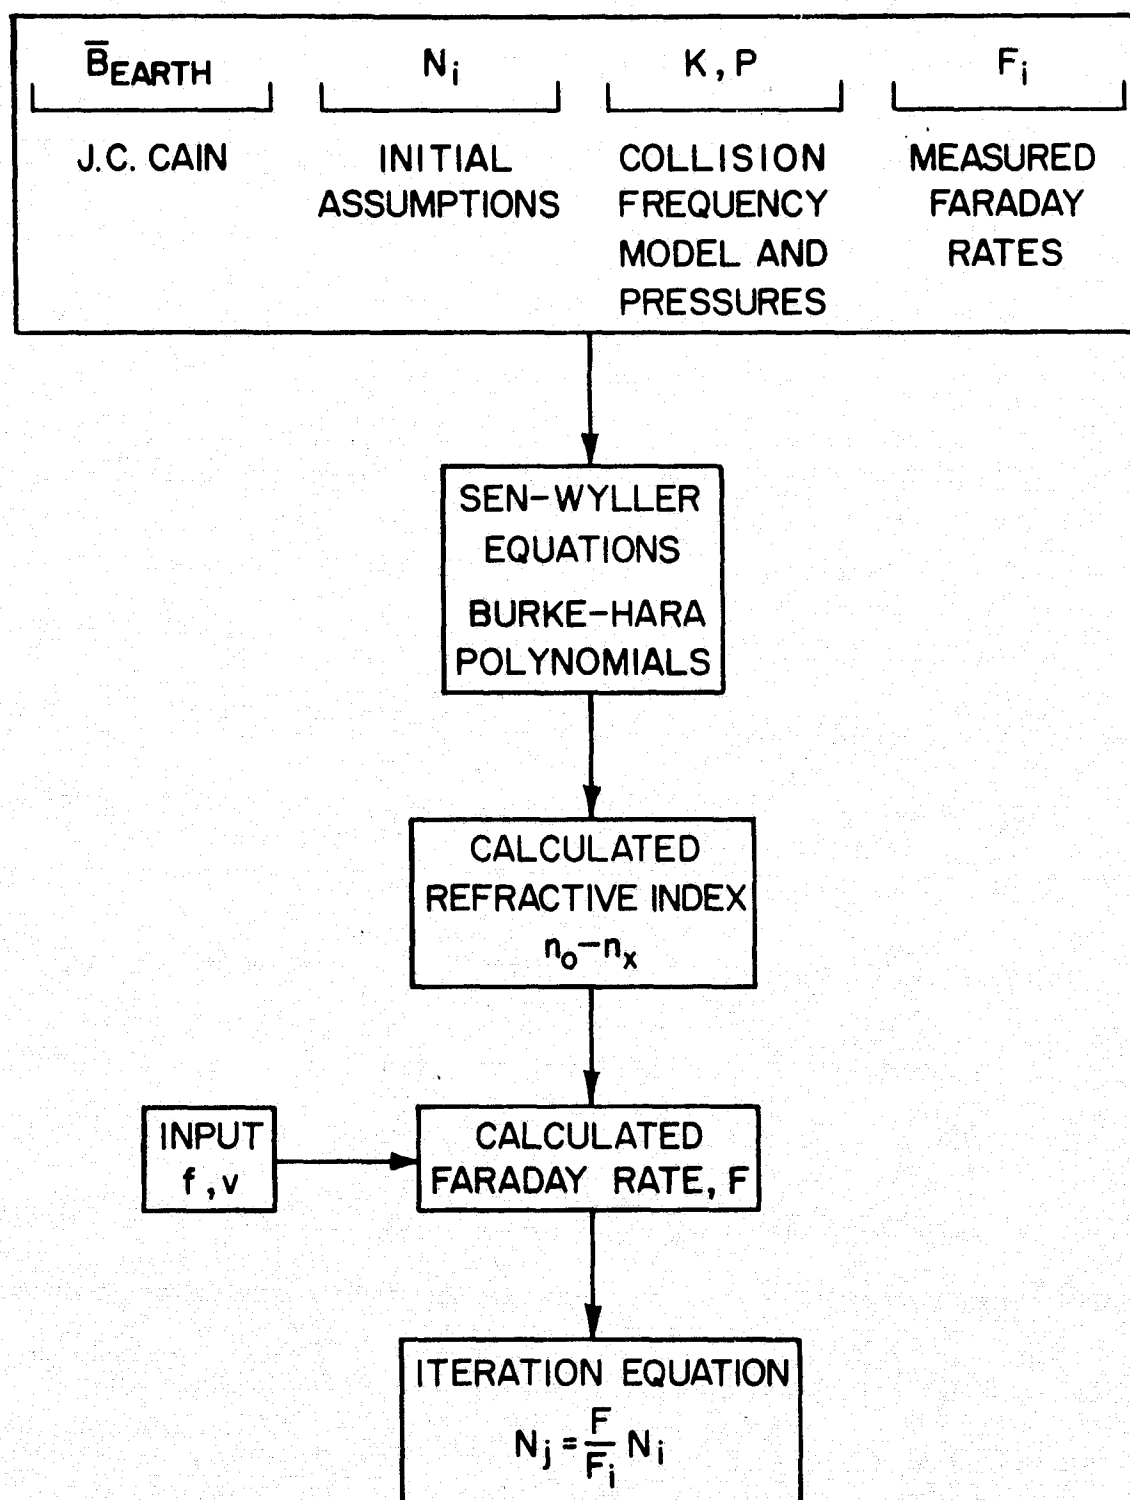 B̅EARTH
J.C. CAIN
Ni
INITIAL
ASSUMPTIONS
K, P
COLLISION
FREQUENCY
MODEL AND
PRESSURES
Fi
MEASURED
FARADAY
RATES
SEN-WYLLER
EQUATIONS
BURKE-HARA
POLYNOMIALS
CALCULATED
REFRACTIVE INDEX
no-nx
INPUT
f, v
CALCULATED
FARADAY RATE, F
ITERATION EQUATION
Nj = F/Fi Ni